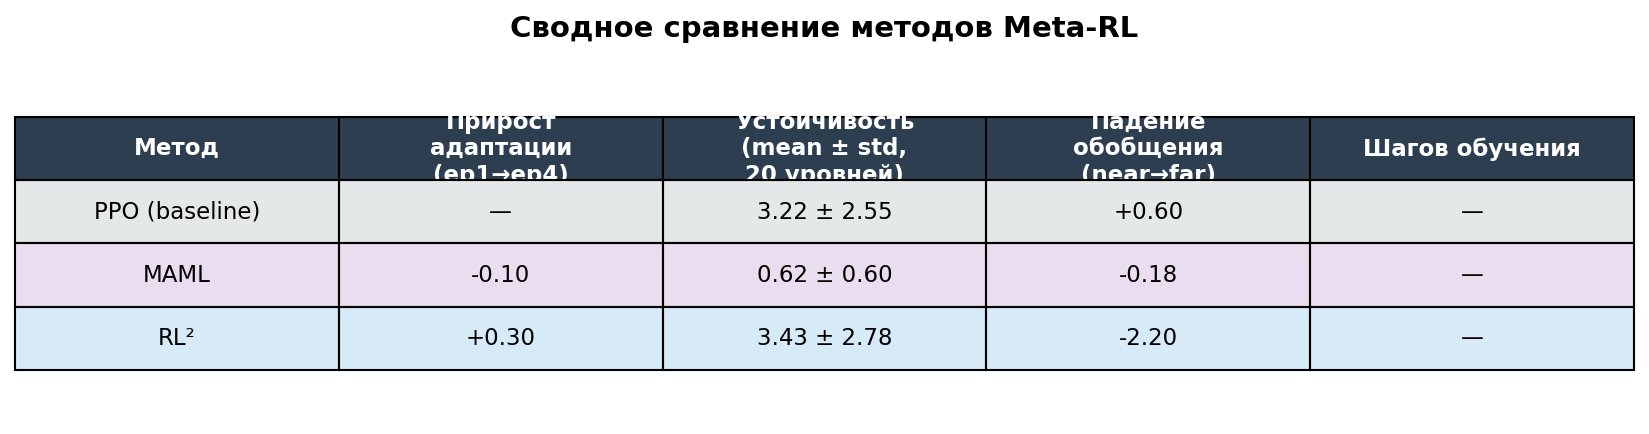 Сводное сравнение методов Meta-RL
Метод
Прирост
адаптации
(ep1→ep4)
Устойчивость
(mean ± std,
20 уровней)
Падение
обобщения
(near→far)
Шагов обучения
PPO (baseline)
—
3.22 ± 2.55
+0.60
—
MAML
-0.10
0.62 ± 0.60
-0.18
—
RL²
+0.30
3.43 ± 2.78
-2.20
—